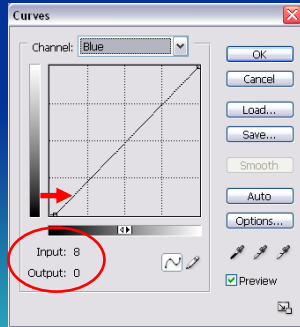 Curves
Channel: Blue
OK
Cancel
Load...
Save...
Smooth
Auto
Options...
Input: 8
Output: 0
Preview